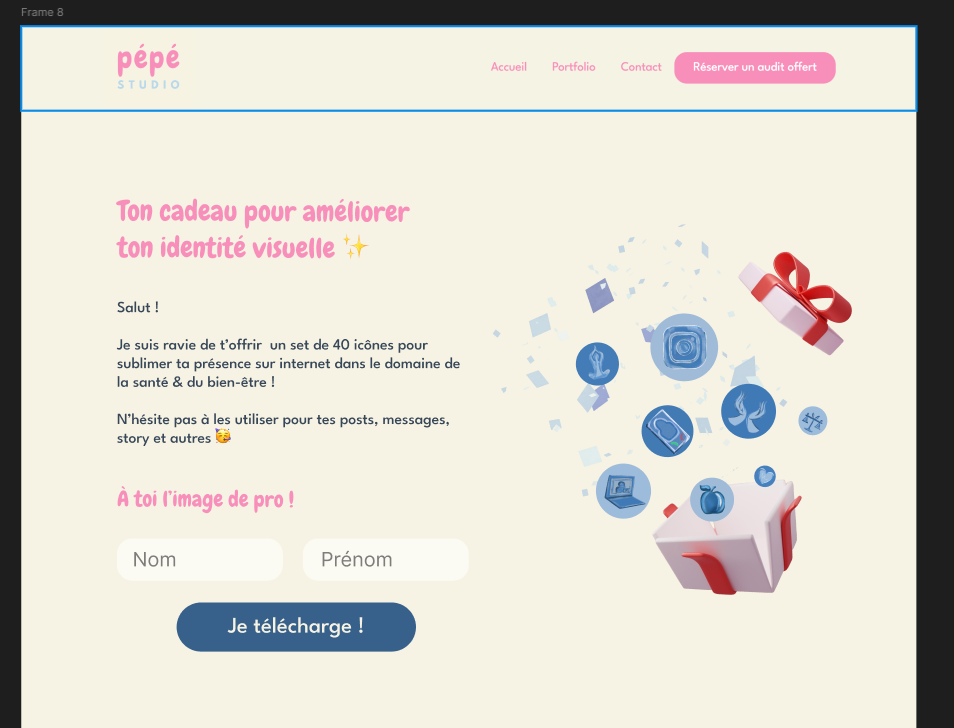 Frame 8
pépé
STUDIO
Accueil Portfolio Contact Réserver un audit offert
Ton cadeau pour améliorer
ton identité visuelle ✨
Salut !
Je suis ravie de t’offrir un set de 40 icônes pour
sublimer ta présence sur internet dans le domaine de
la santé & du bien-être !
N’hésite pas à les utiliser pour tes posts, messages,
story et autres 🥳
À toi l’image de pro !
Nom Prénom
Je télécharge !